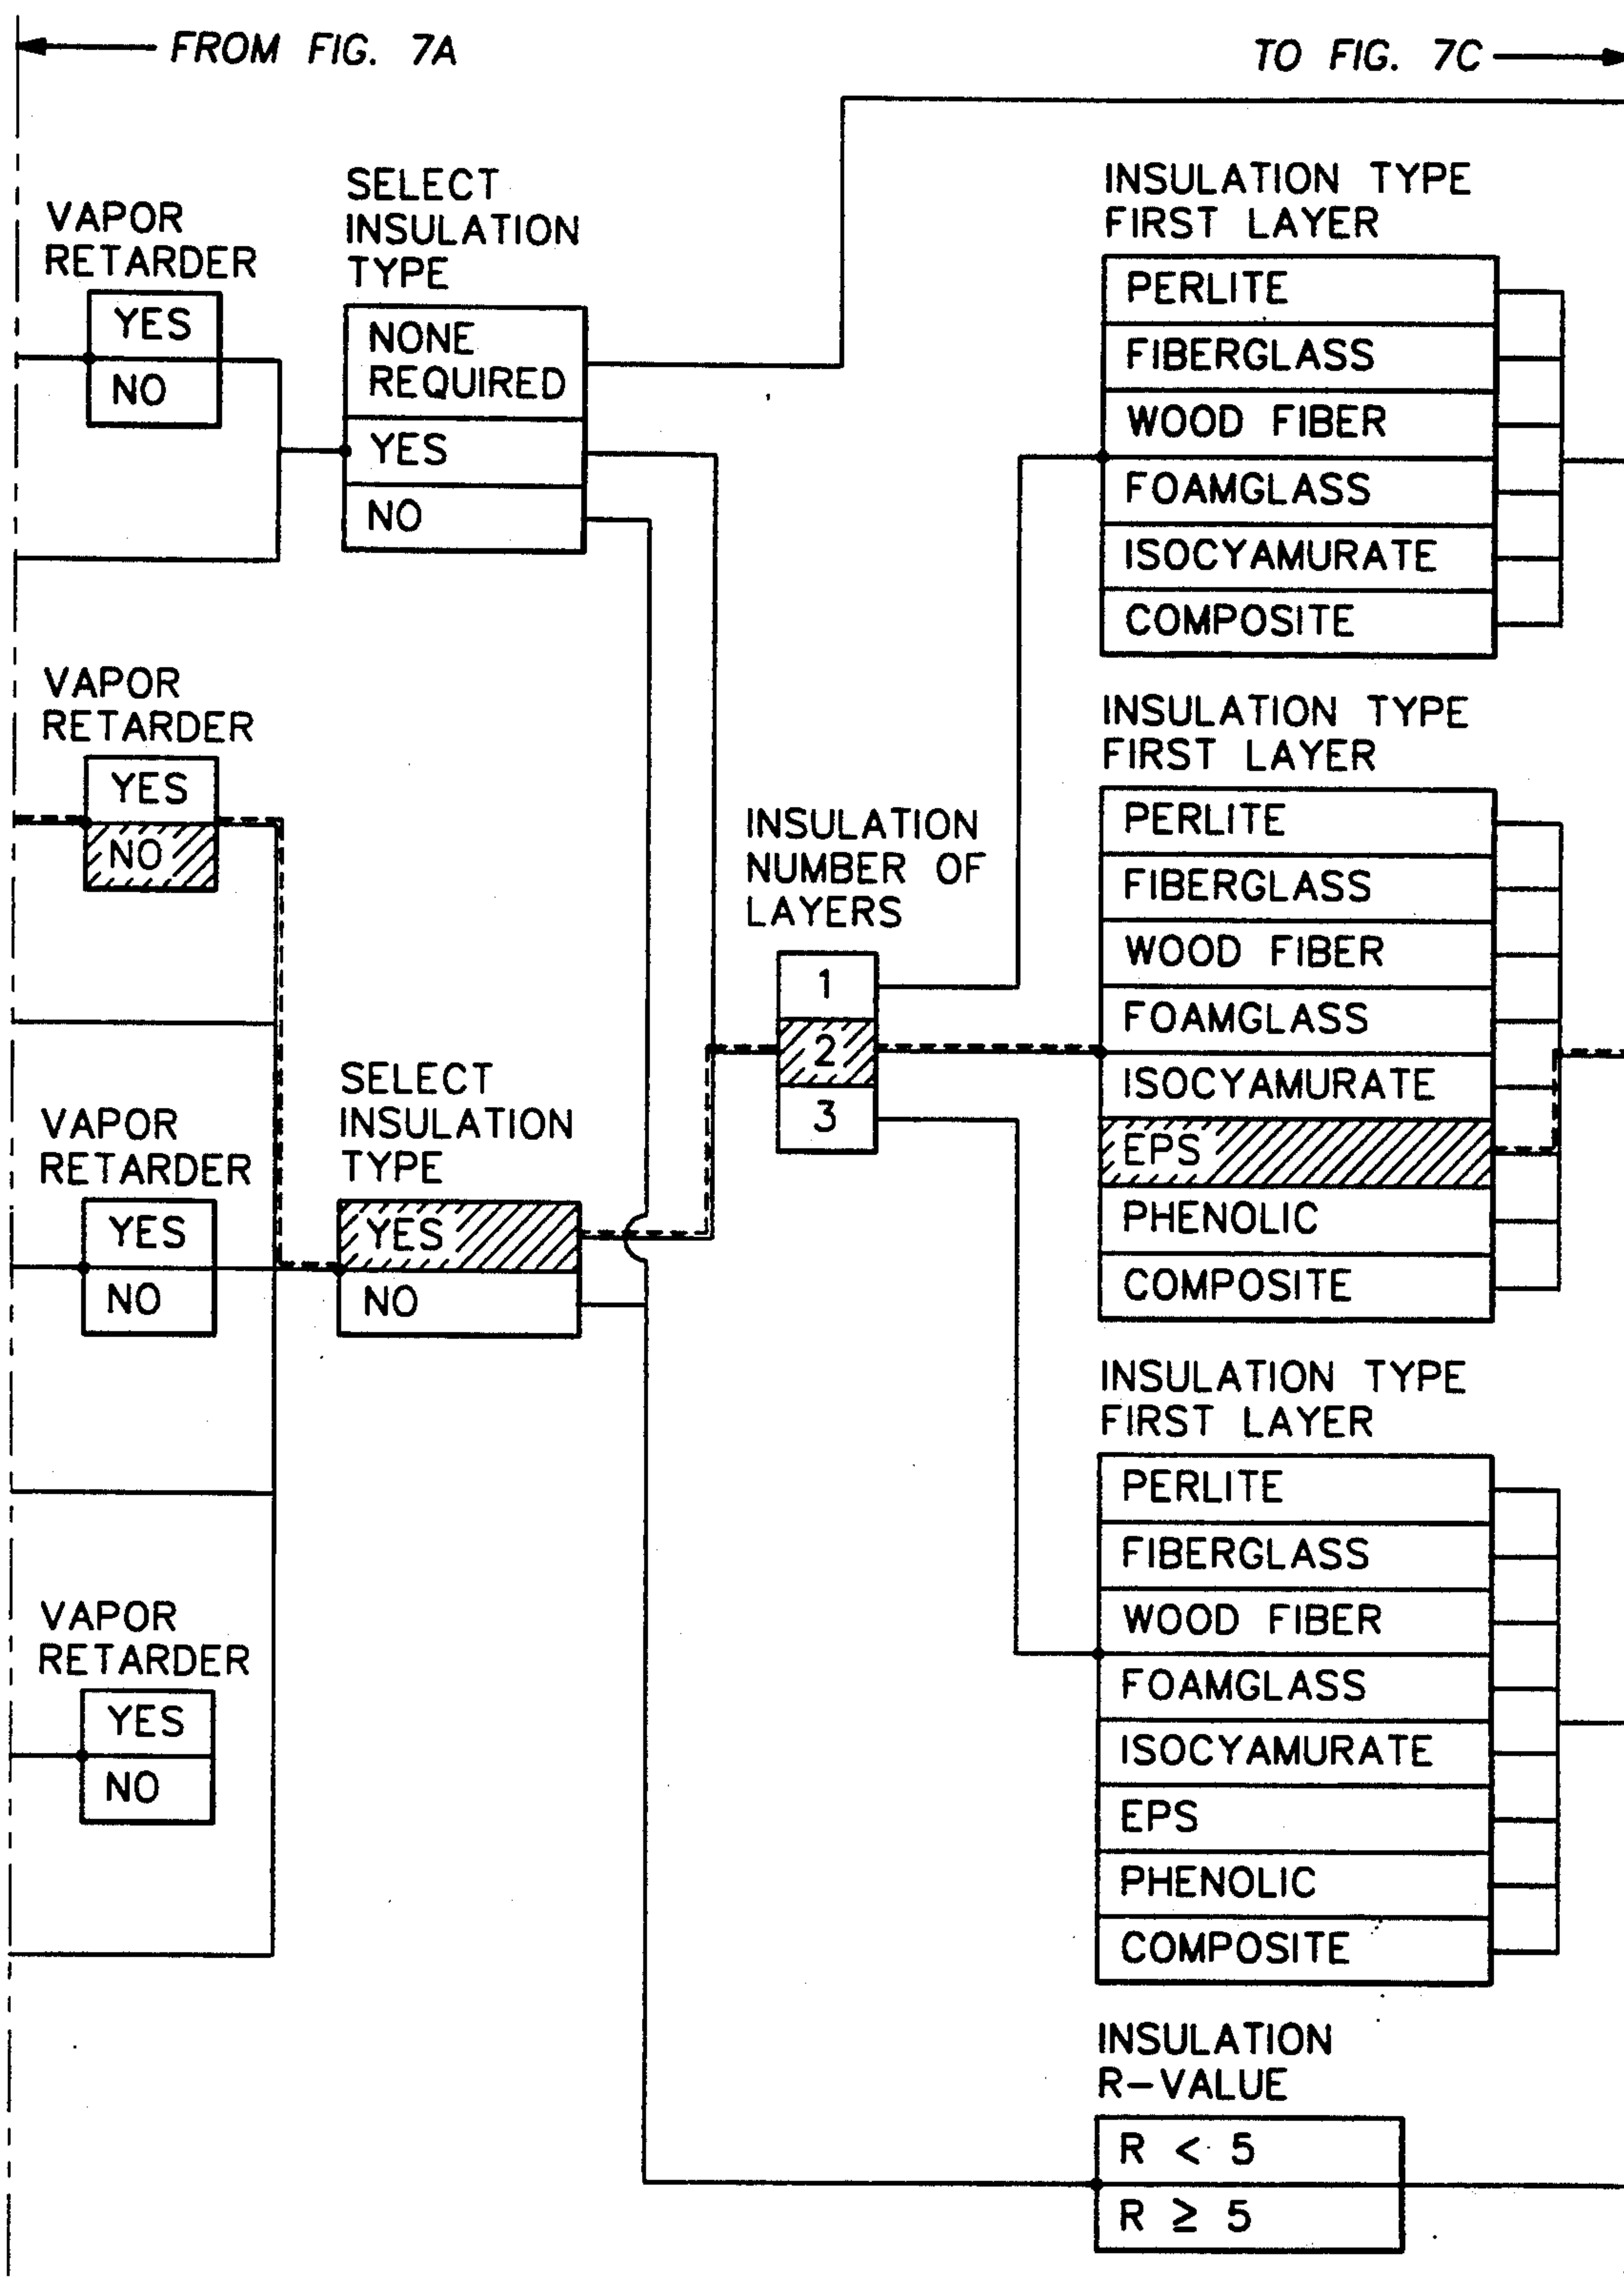 FROM FIG. 7A
TO FIG. 7C
VAPOR
RETARDER
YES
NO
SELECT
INSULATION
TYPE
NONE
REQUIRED
YES
NO
INSULATION TYPE
FIRST LAYER
PERLITE
FIBERGLASS
WOOD FIBER
FOAMGLASS
ISOCYAMURATE
COMPOSITE
VAPOR
RETARDER
YES
NO
INSULATION
NUMBER OF
LAYERS
1
2
3
INSULATION TYPE
FIRST LAYER
PERLITE
FIBERGLASS
WOOD FIBER
FOAMGLASS
ISOCYAMURATE
EPS
PHENOLIC
COMPOSITE
VAPOR
RETARDER
YES
NO
SELECT
INSULATION
TYPE
YES
NO
INSULATION TYPE
FIRST LAYER
PERLITE
FIBERGLASS
WOOD FIBER
FOAMGLASS
ISOCYAMURATE
EPS
PHENOLIC
COMPOSITE
VAPOR
RETARDER
YES
NO
INSULATION
R-VALUE
R < 5
R ≥ 5